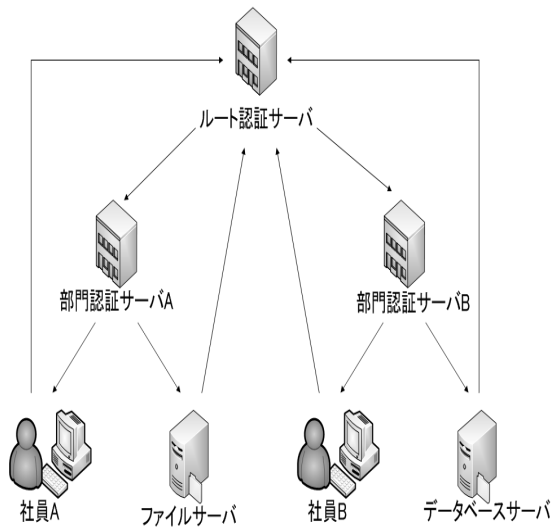 ルート認証サーバ
部門認証サーバA
部門認証サーバB
社員A
ファイルサーバ
社員B
データベースサーバ